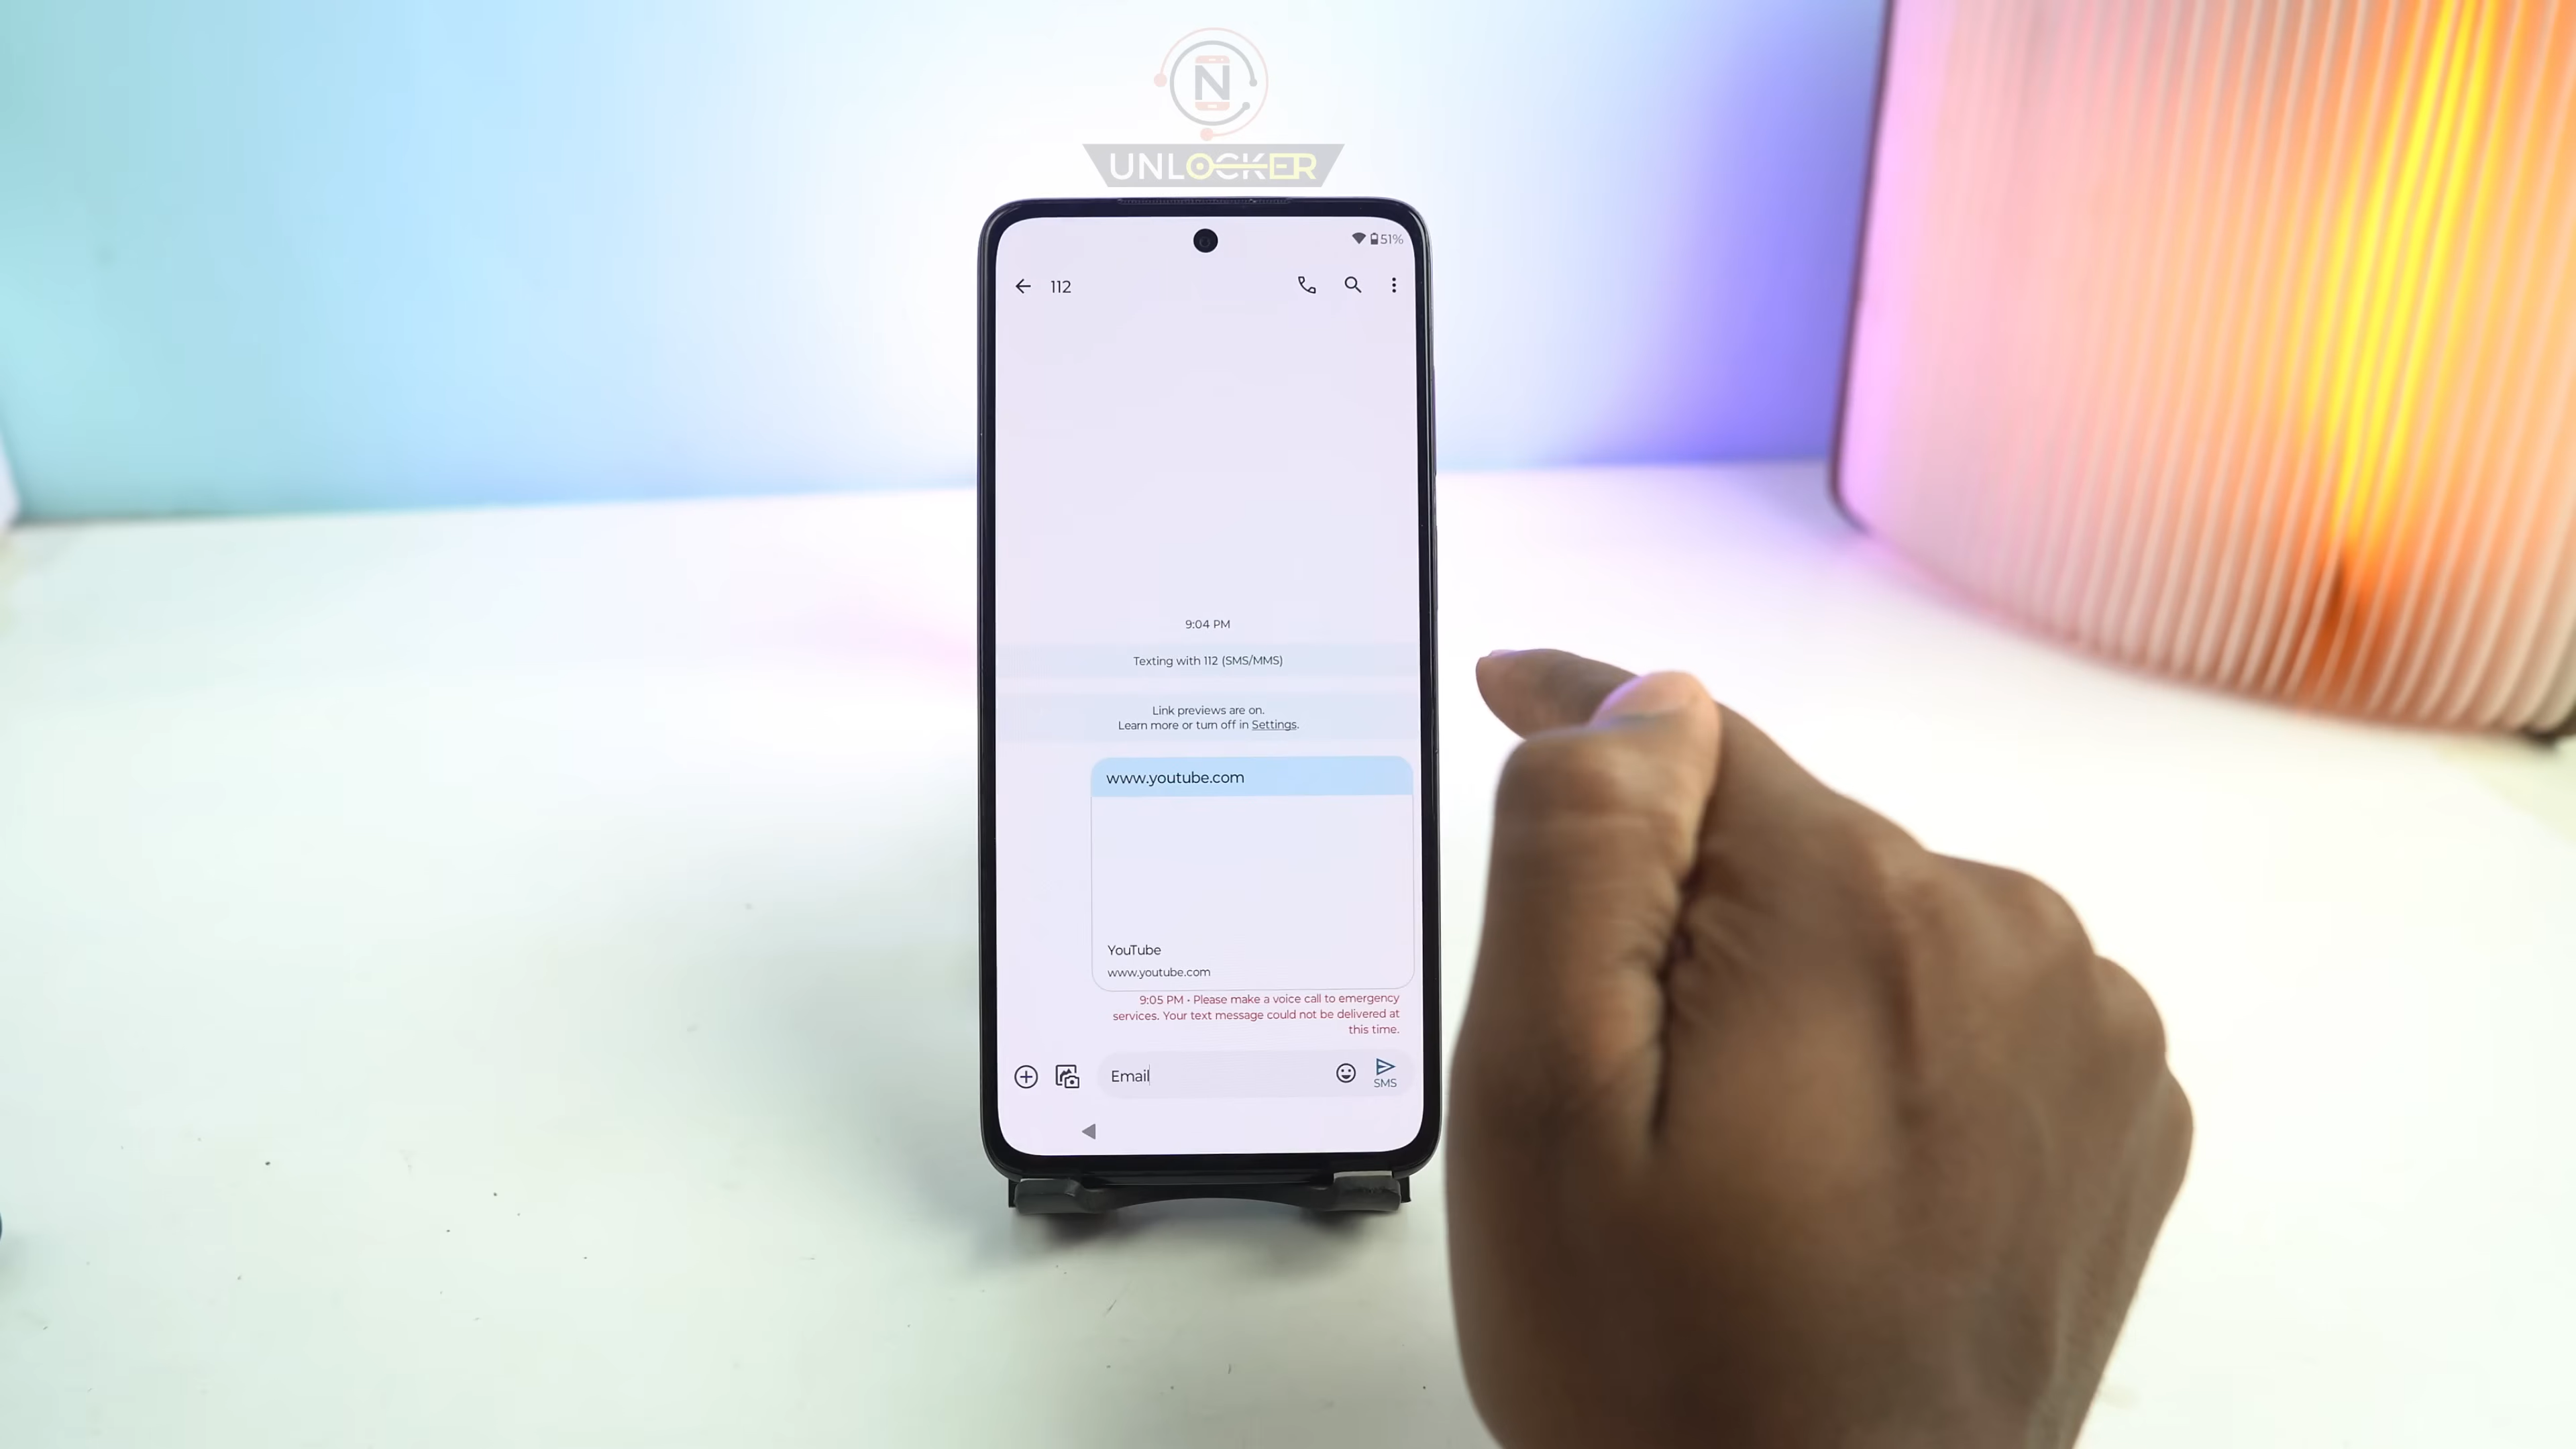 N
UNLOCKER
51%
112
9:04 PM
Texting with 112 (SMS/MMS)
Link previews are on.
Learn more or turn off in Settings.
www.youtube.com
YouTube
www.youtube.com
9:05 PM • Please make a voice call to emergency
services. Your text message could not be delivered at
this time.
Email
SMS